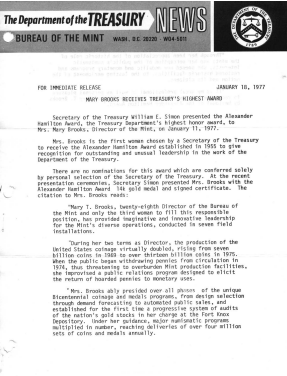 The Department of the TREASURY NEWS
BUREAU OF THE MINT WASH., D.C. 20220 - WO4-5011
FOR IMMEDIATE RELEASE JANUARY 18, 1977
MARY BROOKS RECEIVES TREASURY'S HIGHEST AWARD
Secretary of the Treasury William E. Simon presented the Alexander
Hamilton Award, the Treasury Department's highest honor award, to
Mrs. Mary Brooks, Director of the Mint, on January 11, 1977.
Mrs. Brooks is the first woman chosen by a Secretary of the Treasury
to receive the Alexander Hamilton Award established in 1955 to give
recognition for outstanding and unusual leadership in the work of the
Department of the Treasury.
There are no nominations for this award which are conferred solely
by personal selection of the Secretary of the Treasury. At the recent
presentation ceremonies, Secretary Simon presented Mrs. Brooks with the
Alexander Hamilton Award 14k gold medal and signed certificate. The
citation to Mrs. Brooks reads:
"Mary T. Brooks, twenty-eighth Director of the Bureau of
the Mint and only the third woman to fill this responsible
position, has provided imaginative and innovative leadership
for the Mint's diverse operations, conducted in seven field
installations.
"During her two terms as Director, the production of the
United States coinage virtually doubled, rising from seven
billion coins in 1969 to over thirteen billion coins in 1975.
When the public began withdrawing pennies from circulation in
1974, thus threatening to overburden Mint production facilities,
she improvised a public relations program designed to elicit
the return of hoarded pennies to monetary uses.
"Mrs. Brooks ably presided over all phases of the unique
Bicentennial coinage and medals programs, from design selection
through demand forecasting to automated public sales, and
established for the first time a progressive system of audits
of the nation's gold stocks in her charge at the Fort Knox
Depository. Under her guidance, major numismatic programs
multiplied in number, reaching deliveries of over four million
sets of coins and medals annually.